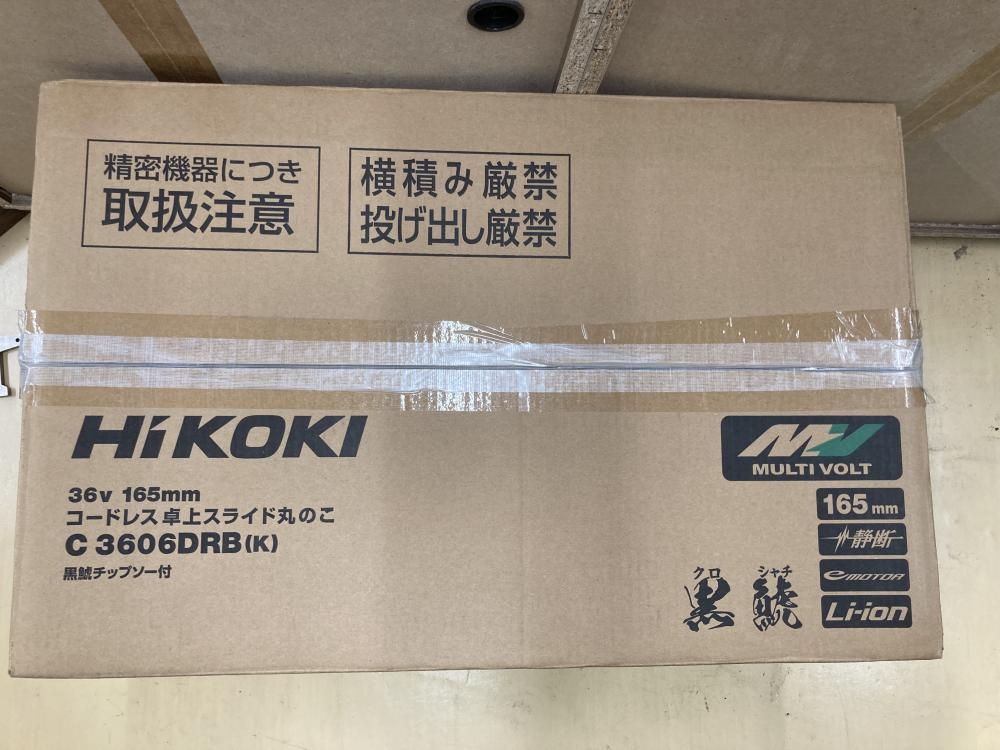 精密機器につき
取扱注意
横積み厳禁
投げ出し厳禁
HiKOKI
36v 165mm
コードレス卓上スライド丸のこ
C 3606DRB(K)
黒鯱チップソー付
MV
MULTI VOLT
165mm
静断
eMOTOR
Li-ion
クロ シャチ
黒鯱